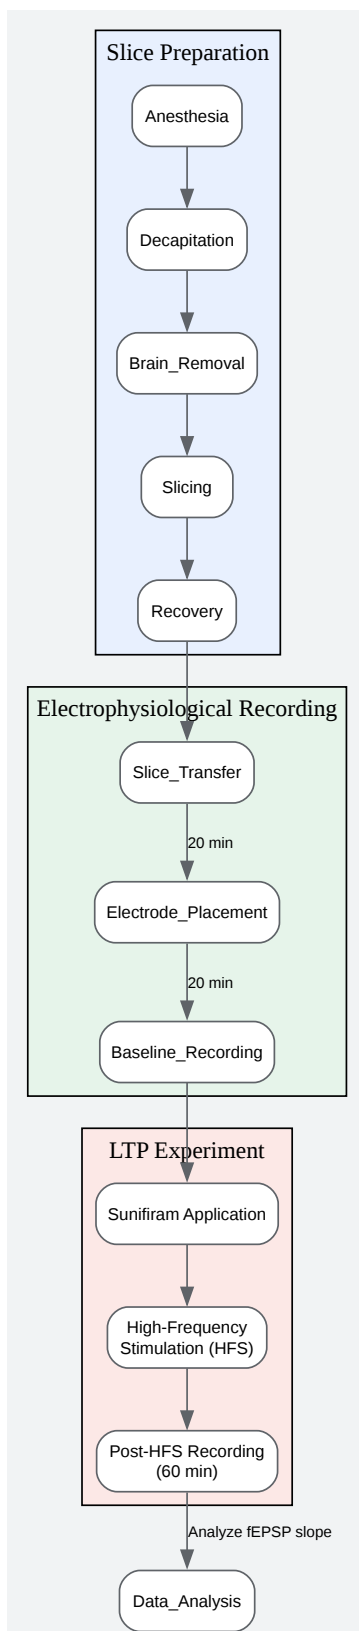 Slice Preparation
Anesthesia
Decapitation
Brain_Removal
Slicing
Recovery
Electrophysiological Recording
Slice_Transfer
20 min
Electrode_Placement
20 min
Baseline_Recording
LTP Experiment
Sunifiram Application
High-Frequency
Stimulation (HFS)
Post-HFS Recording
(60 min)
Analyze fEPSP slope
Data_Analysis